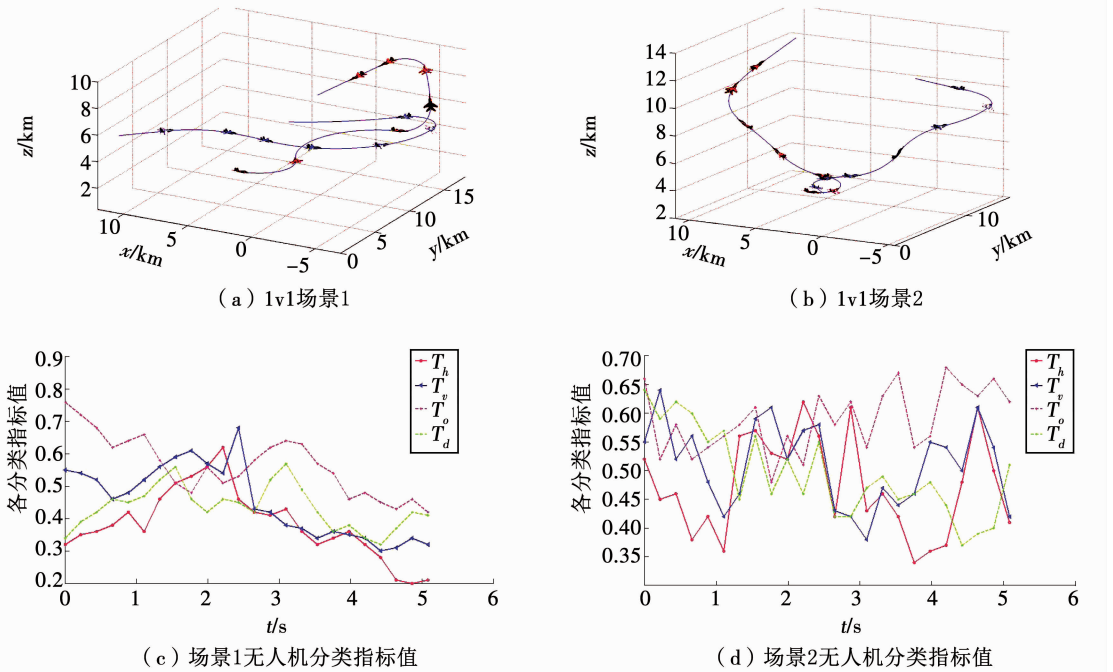 10
8
6
4
2
z/km
10
5
0
-5
x/km
0
5
10
15
y/km
(a)1v1场景1
14
12
10
8
6
4
2
z/km
10
5
0
-5
x/km
0
10
y/km
(b)1v1场景2
0.9
0.8
0.7
0.6
0.5
0.4
0.3
0.2
各分类指标值
T_h
T_v
T_o
T_d
0 1 2 3 4 5 6
t/s
(c)场景1无人机分类指标值
0.70
0.65
0.60
0.55
0.50
0.45
0.40
0.35
各分类指标值
T_h
T_v
T_o
T_d
0 1 2 3 4 5 6
t/s
(d)场景2无人机分类指标值